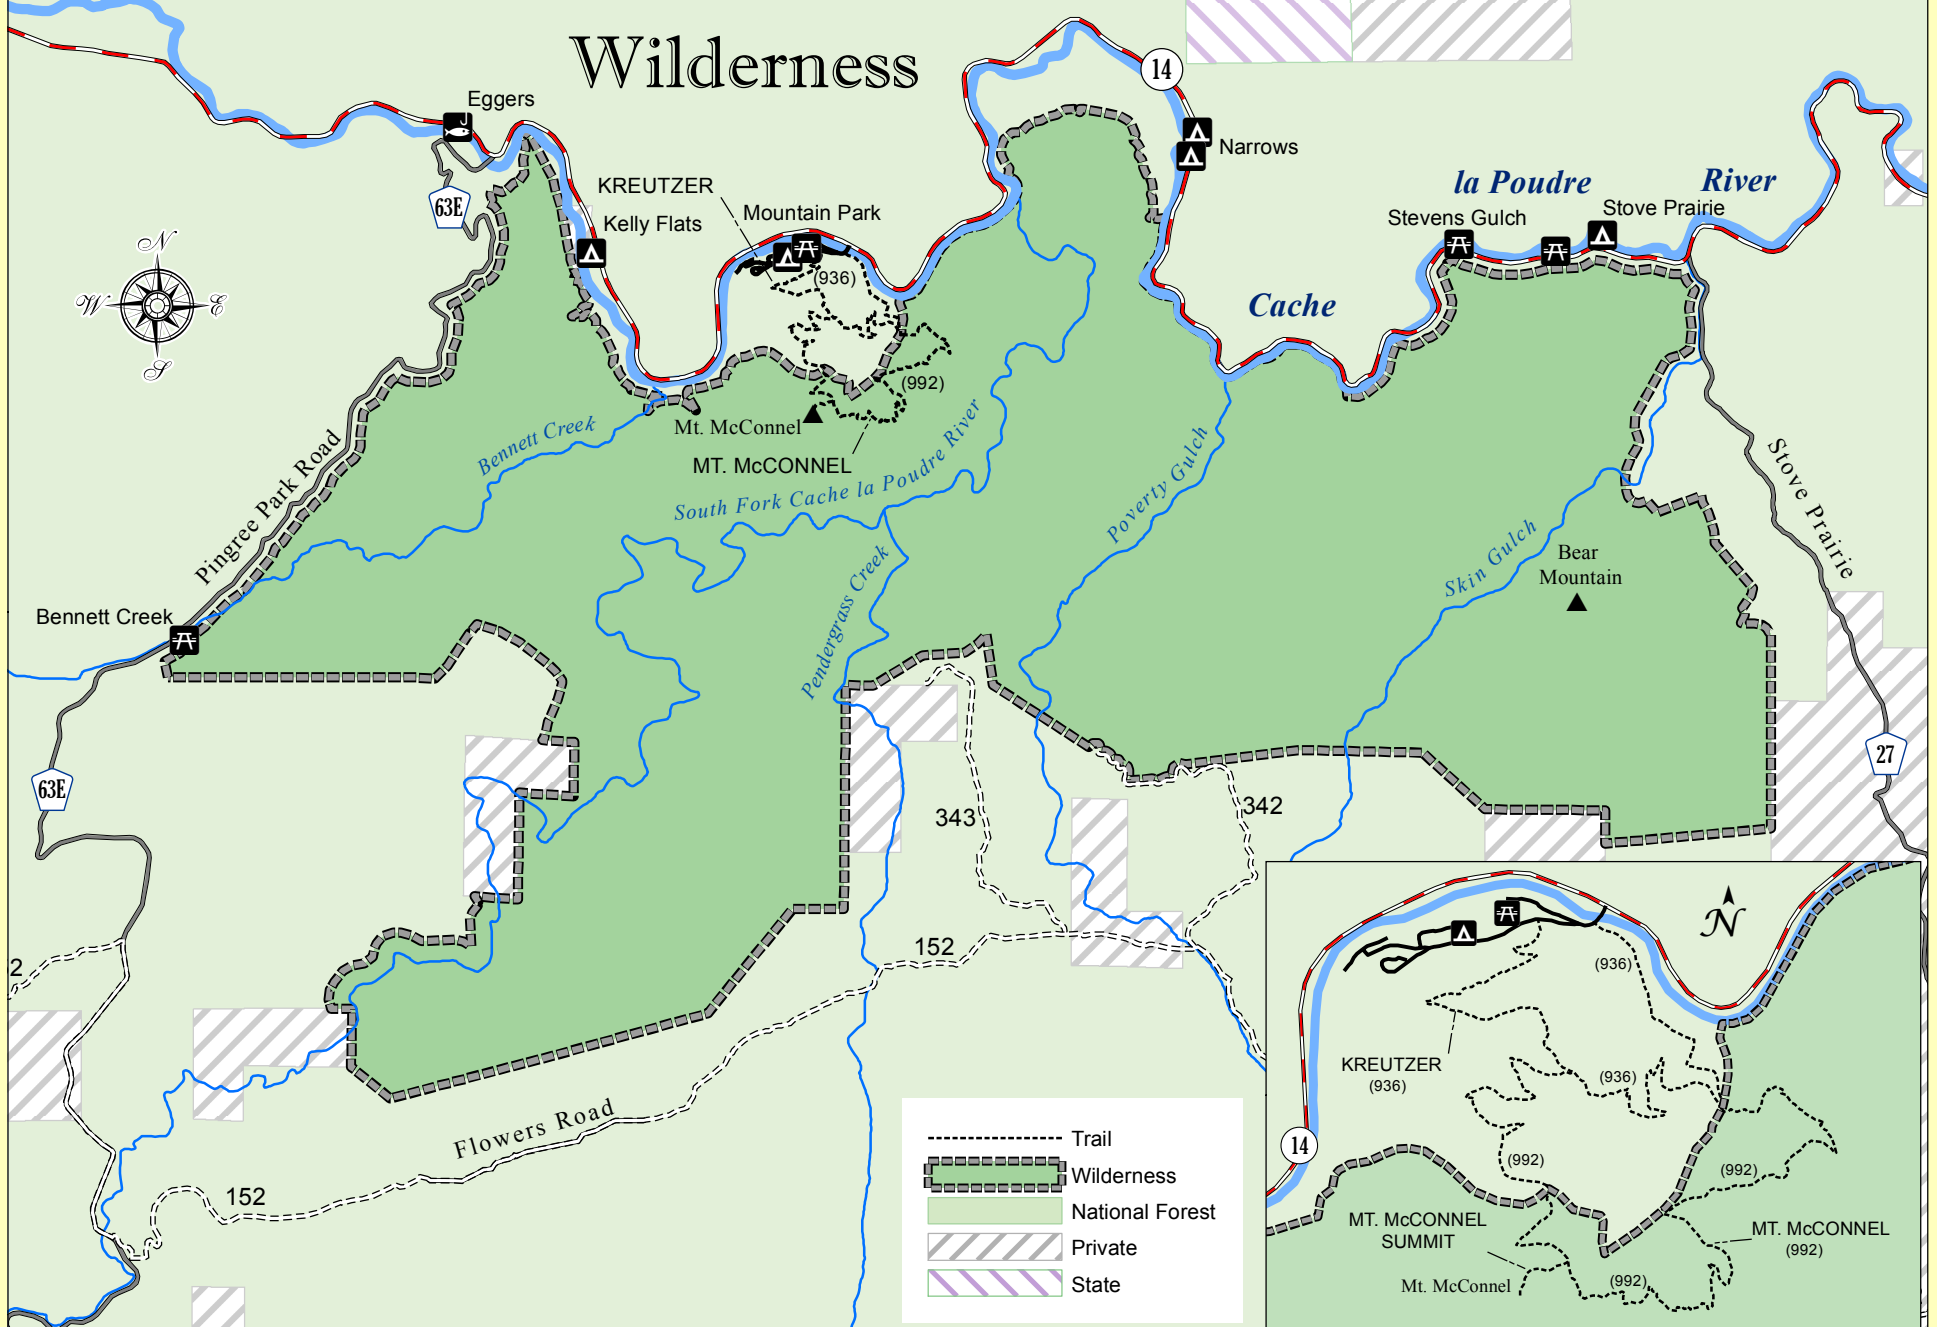 Wilderness
14
Eggers
Narrows
63E
KREUTZER
Mountain Park
Kelly Flats
la Poudre
River
Stevens Gulch
Stove Prairie
N
W
E
S
(936)
Cache
(992)
Bennett Creek
Mt. McConnel
MT. McCONNEL
South Fork Cache la Poudre River
Poverty Gulch
Stove Prairie
Pingree Park Road
Skin Gulch
Bear
Mountain
Pendergrass Creek
Bennett Creek
63E
27
343
342
152
2
Flowers Road
152
Trail
Wilderness
National Forest
Private
State
N
(936)
KREUTZER
(936)
(936)
14
(992)
(992)
MT. McCONNEL
SUMMIT
MT. McCONNEL
(992)
Mt. McConnel
(992)